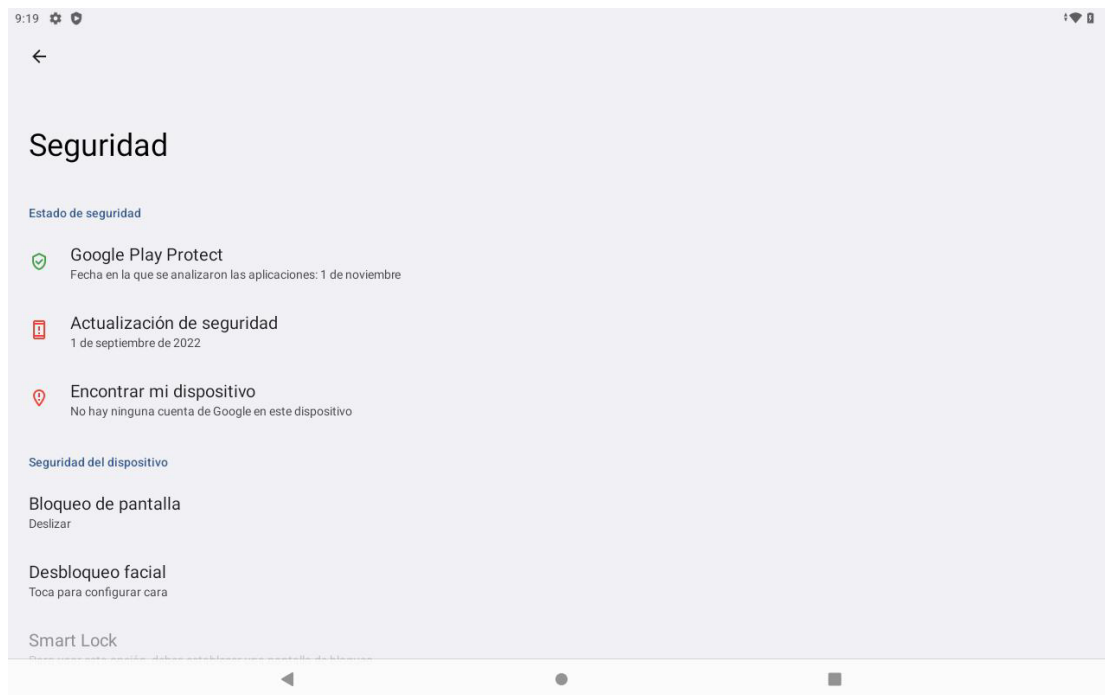 9:19
Seguridad
Estado de seguridad
Google Play Protect
Fecha en la que se analizaron las aplicaciones: 1 de noviembre
Actualización de seguridad
1 de septiembre de 2022
Encontrar mi dispositivo
No hay ninguna cuenta de Google en este dispositivo
Seguridad del dispositivo
Bloqueo de pantalla
Deslizar
Desbloqueo facial
Toca para configurar cara
Smart Lock